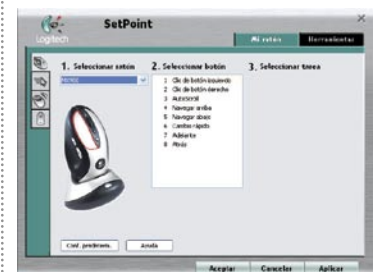 SetPoint
Logitech
Mi ratón
Herramientas
1. Seleccionar ratón
2. Seleccionar botón
3. Seleccionar tarea
1 Clic de botón izquierdo
2 Clic de botón derecho
3 AutoScroll
4 Navegar arriba
5 Navegar abajo
6 Cambio rápido
7 Adelante
8 Atrás
Conf. predetermin.
Ayuda
Aceptar
Cancelar
Aplicar